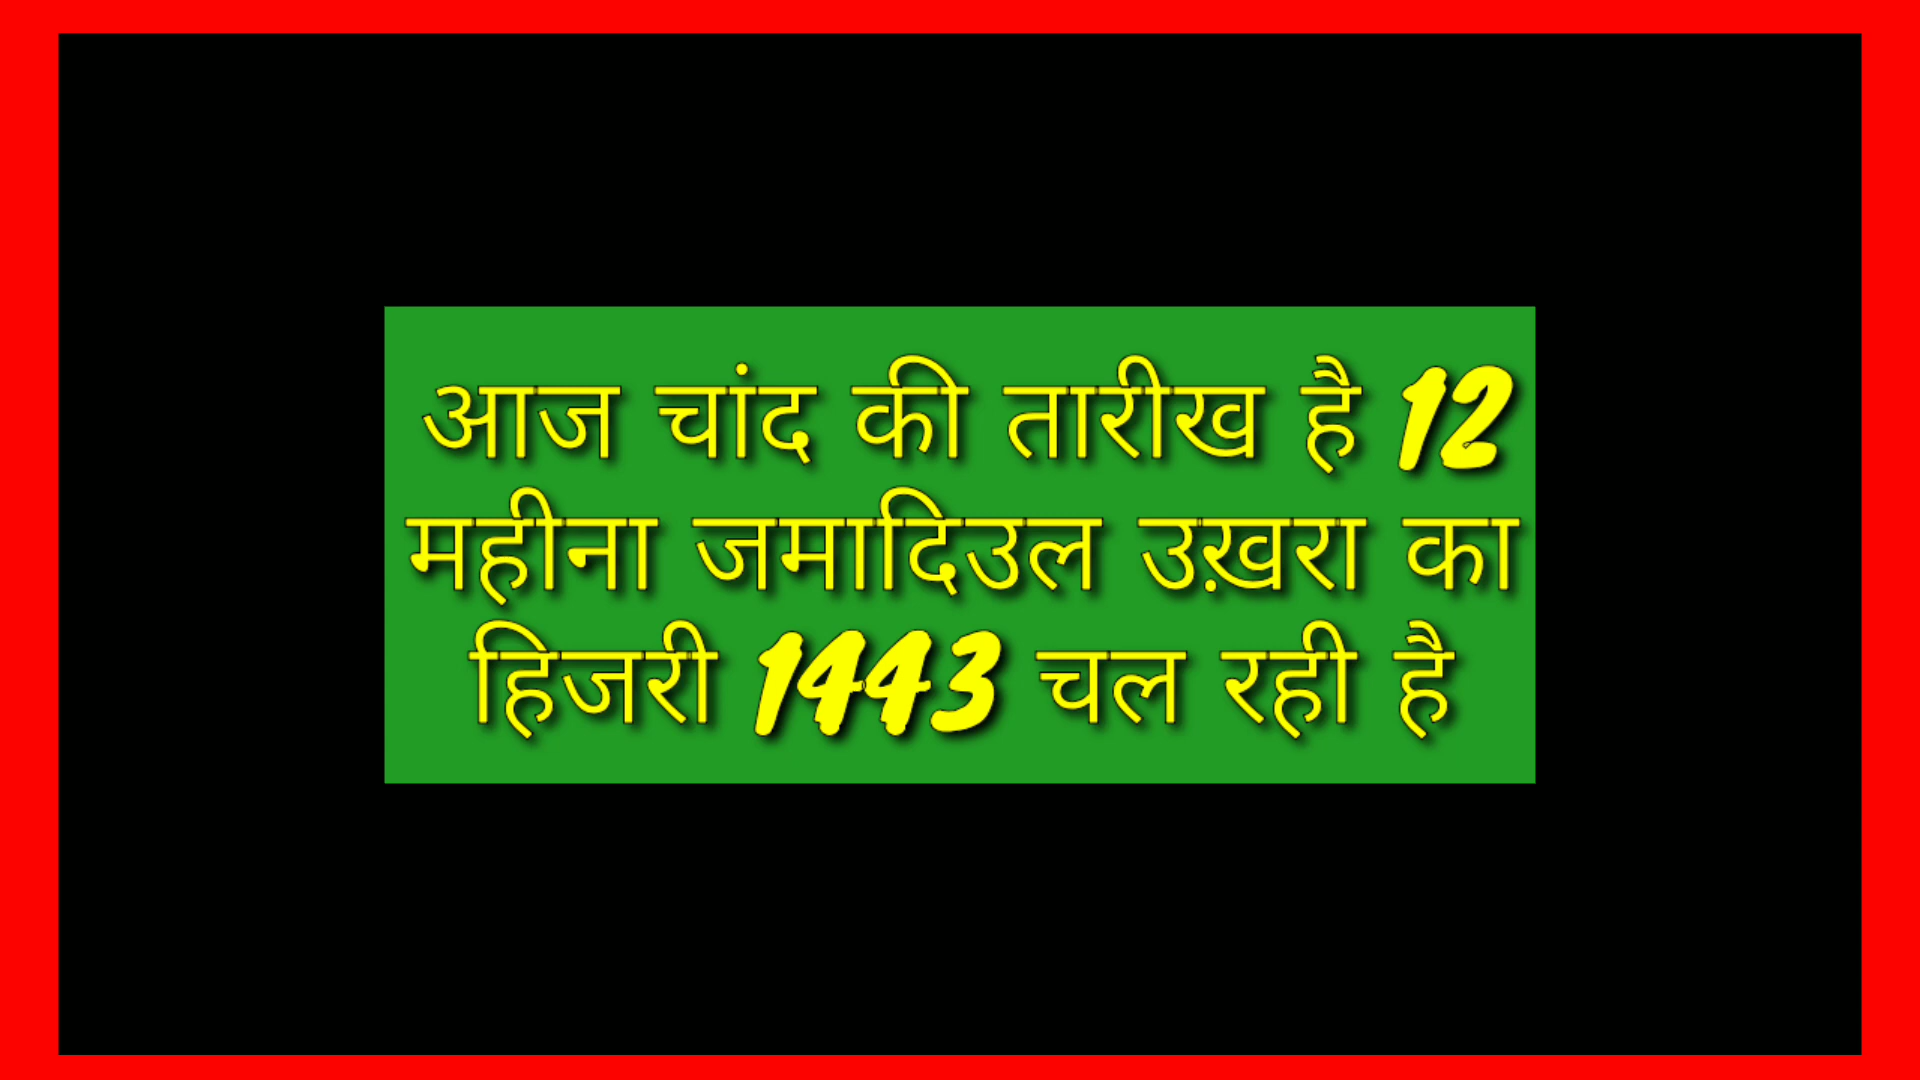 आज चांद की तारीख है 12
महीना जमादिउल उख़रा का
हिजरी 1443 चल रही है